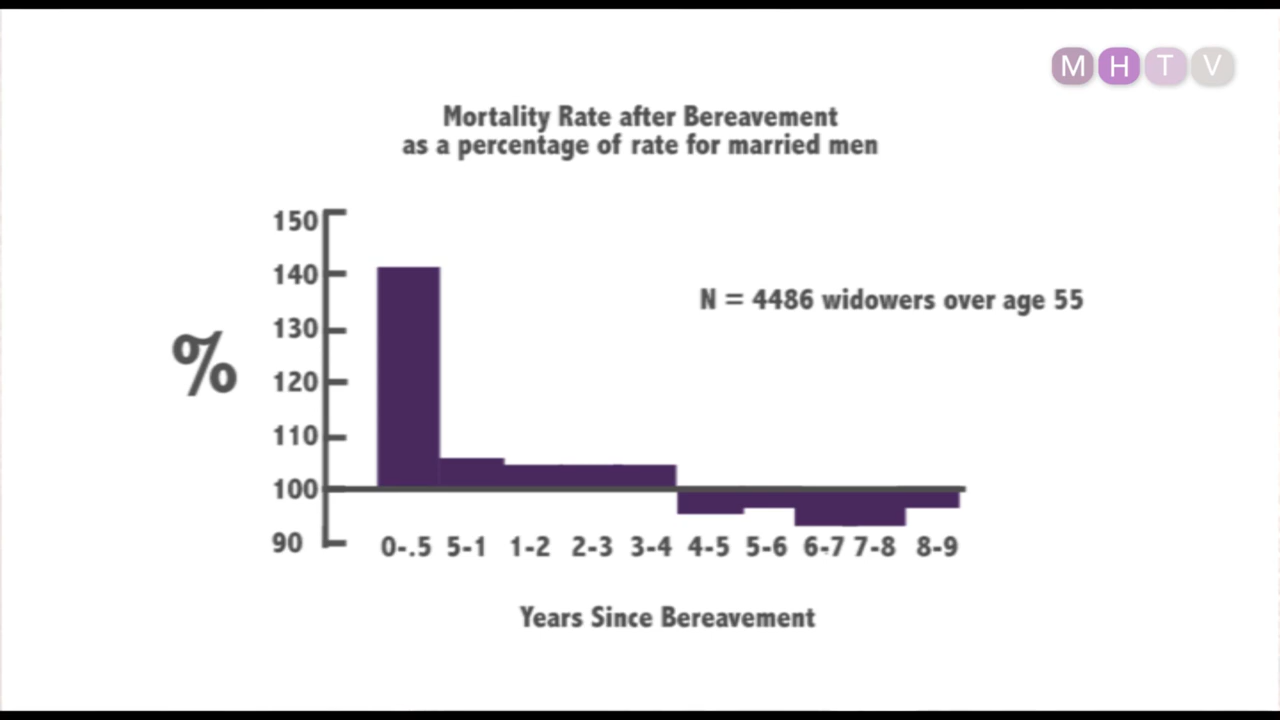 M H T V
Mortality Rate after Bereavement
as a percentage of rate for married men
150
140
N = 4486 widowers over age 55
130
%
120
110
100
90
0-.5 5-1 1-2 2-3 3-4 4-5 5-6 6-7 7-8 8-9
Years Since Bereavement